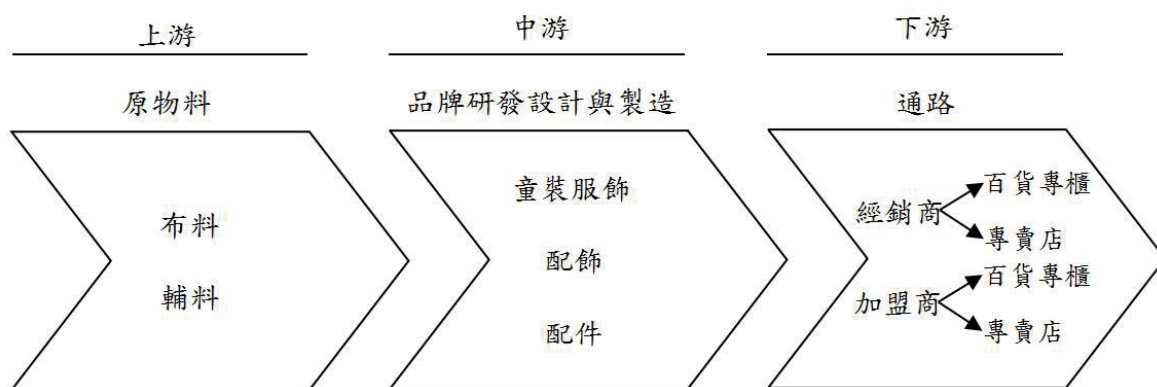 上游
原物料
布料
輔料
中游
品牌研發設計與製造
童裝服飾
配飾
配件
下游
通路
經銷商
百貨專櫃
專賣店
加盟商
百貨專櫃
專賣店